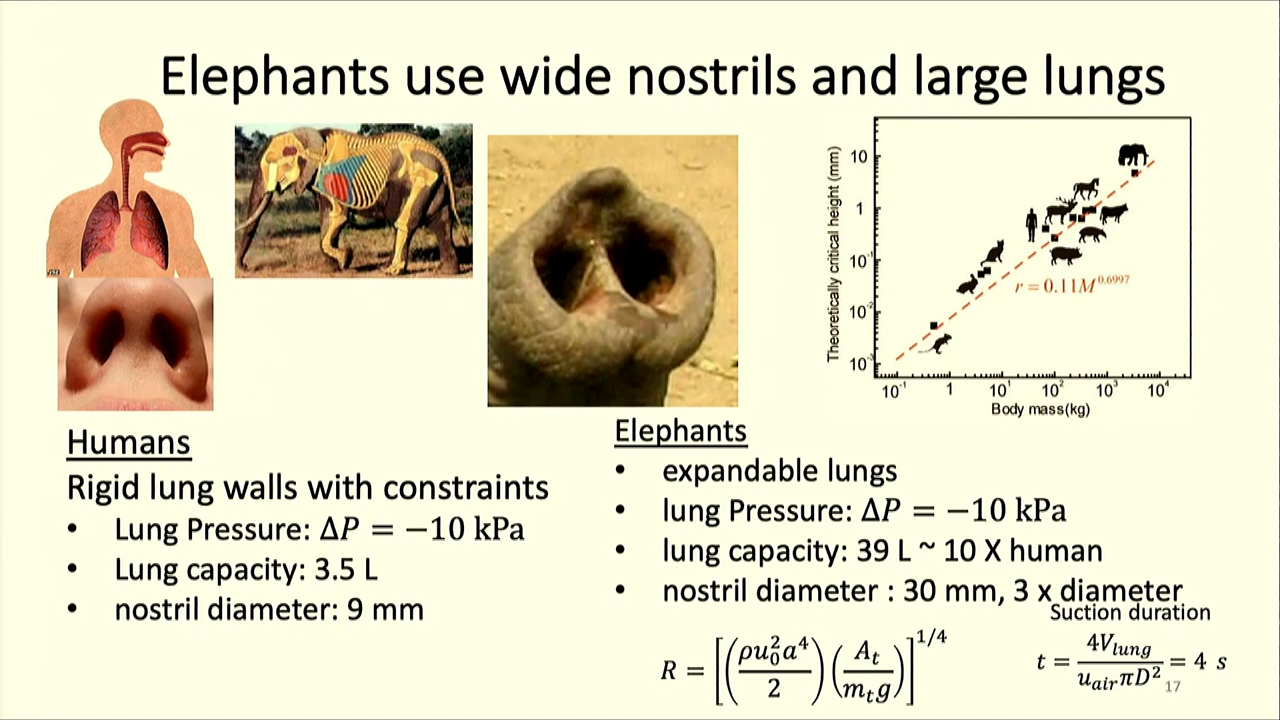 Elephants use wide nostrils and large lungs
Theoretically critical height (mm)
10
1
10⁻¹
10⁻²
10⁻³
r = 0.11M^0.6997
10⁻¹ 1 10¹ 10² 10³ 10⁴
Body mass(kg)
Humans
Rigid lung walls with constraints
• Lung Pressure: ΔP = −10 kPa
• Lung capacity: 3.5 L
• nostril diameter: 9 mm
Elephants
• expandable lungs
• lung Pressure: ΔP = −10 kPa
• lung capacity: 39 L ~ 10 X human
• nostril diameter : 30 mm, 3 x diameter
R = [(ρu₀²a⁴/2)(A_t/m_t g)]^1/4
Suction duration
t = 4V_lung/u_air πD² = 4 s
17